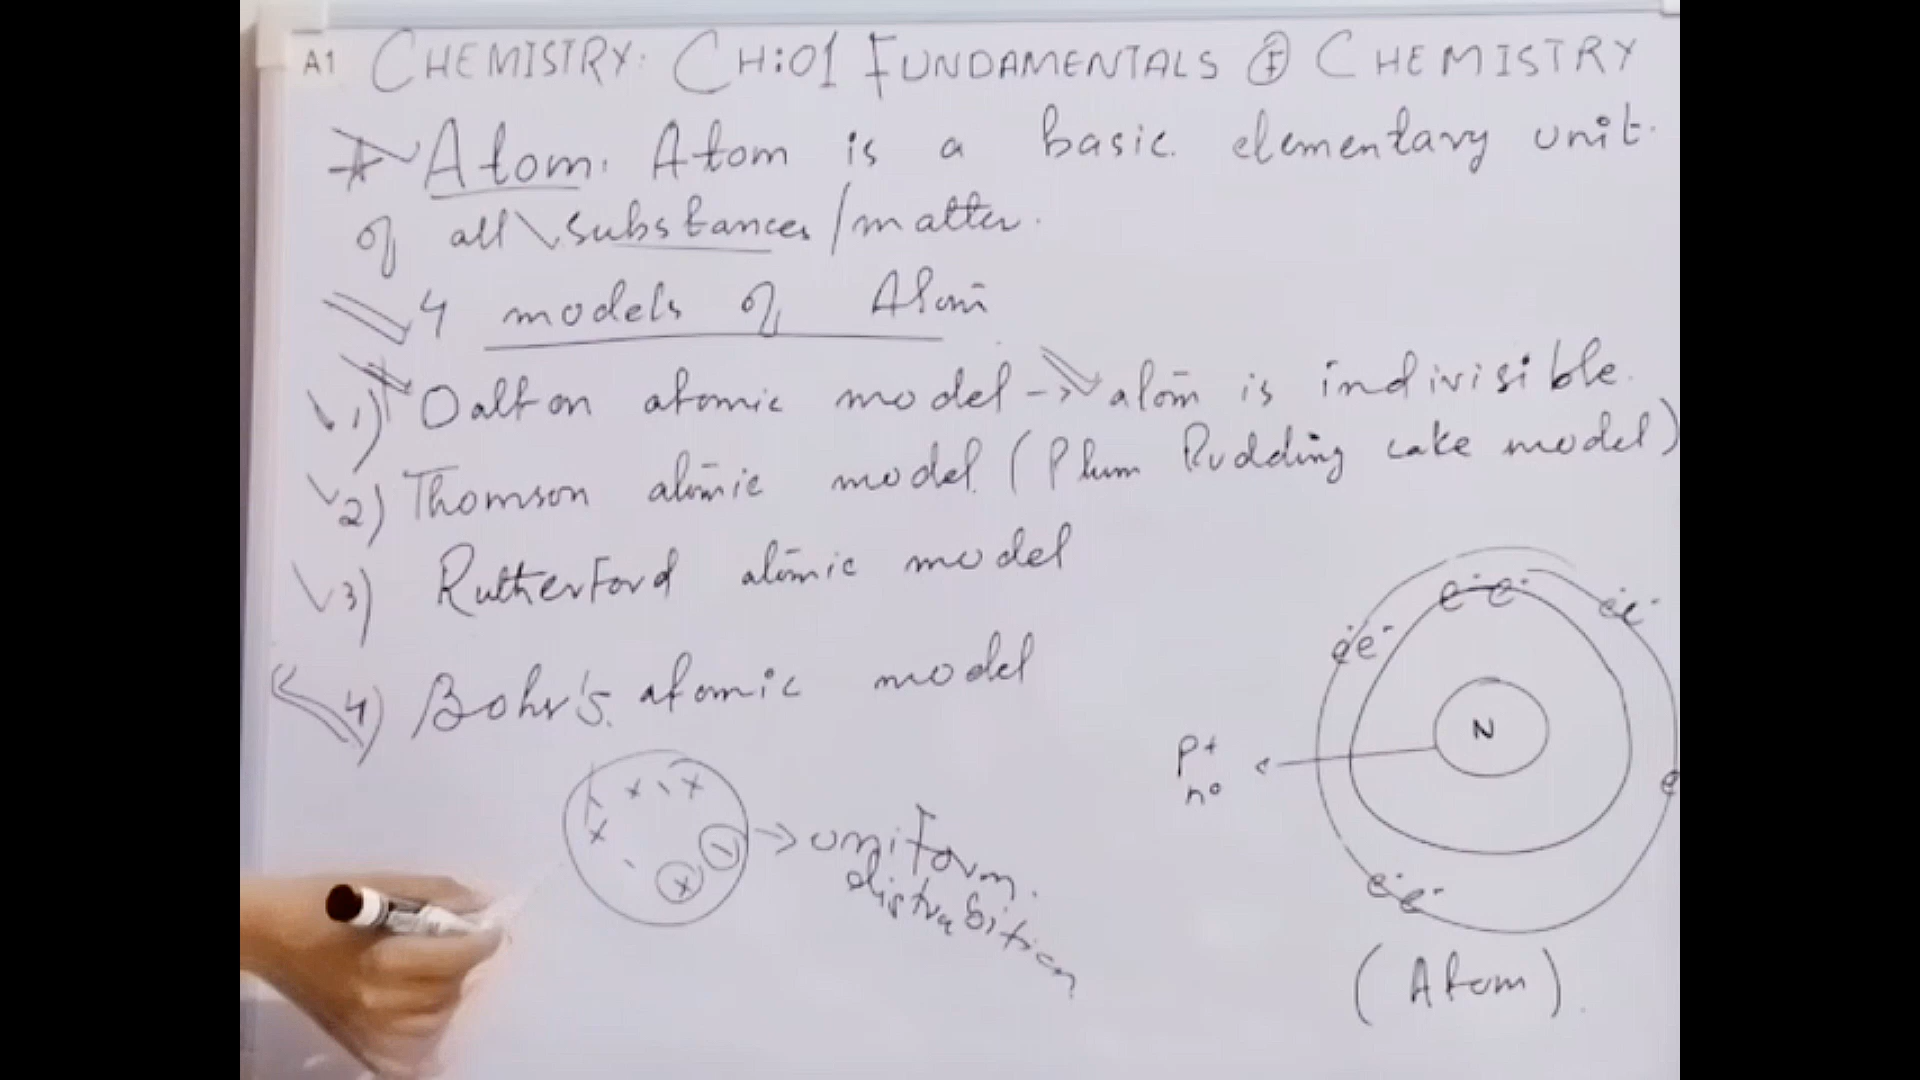 A1 CHEMISTRY: CH:01 FUNDAMENTALS OF CHEMISTRY
Atom. Atom is a basic elementary unit.
of all substances/matter.
4 models of Atom
1) Dalton atomic model -> atom is indivisible.
2) Thomson atomic model (Plum Pudding cake model)
3) Rutherford atomic model
4) Bohr's atomic model
x x
x
x
-> uniform.
distrubition
e- e-
e- e-
e- e-
N
p+
n°
e
e- e-
(Atom).